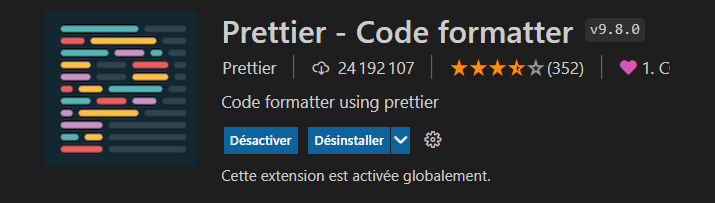 Prettier - Code formatter v9.8.0
Prettier 24 192 107 (352) 1. C
Code formatter using prettier
Désactiver Désinstaller
Cette extension est activée globalement.